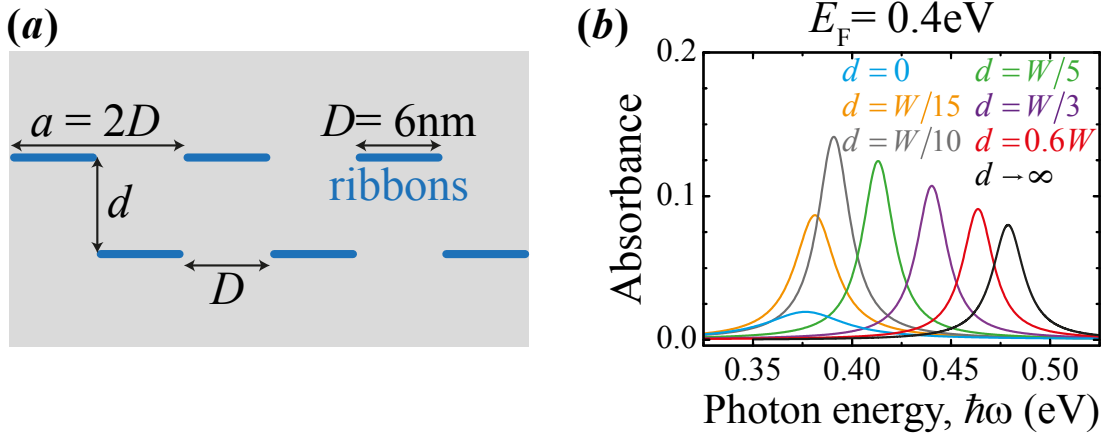 (a)
a = 2D
D= 6nm
ribbons
d
D
(b)
E_F= 0.4eV
Absorbance
0.2
0.1
0.0
d = 0
d = W/5
d = W/15
d = W/3
d = W/10
d = 0.6W
d →∞
0.35
0.40
0.45
0.50
Photon energy, ħω (eV)